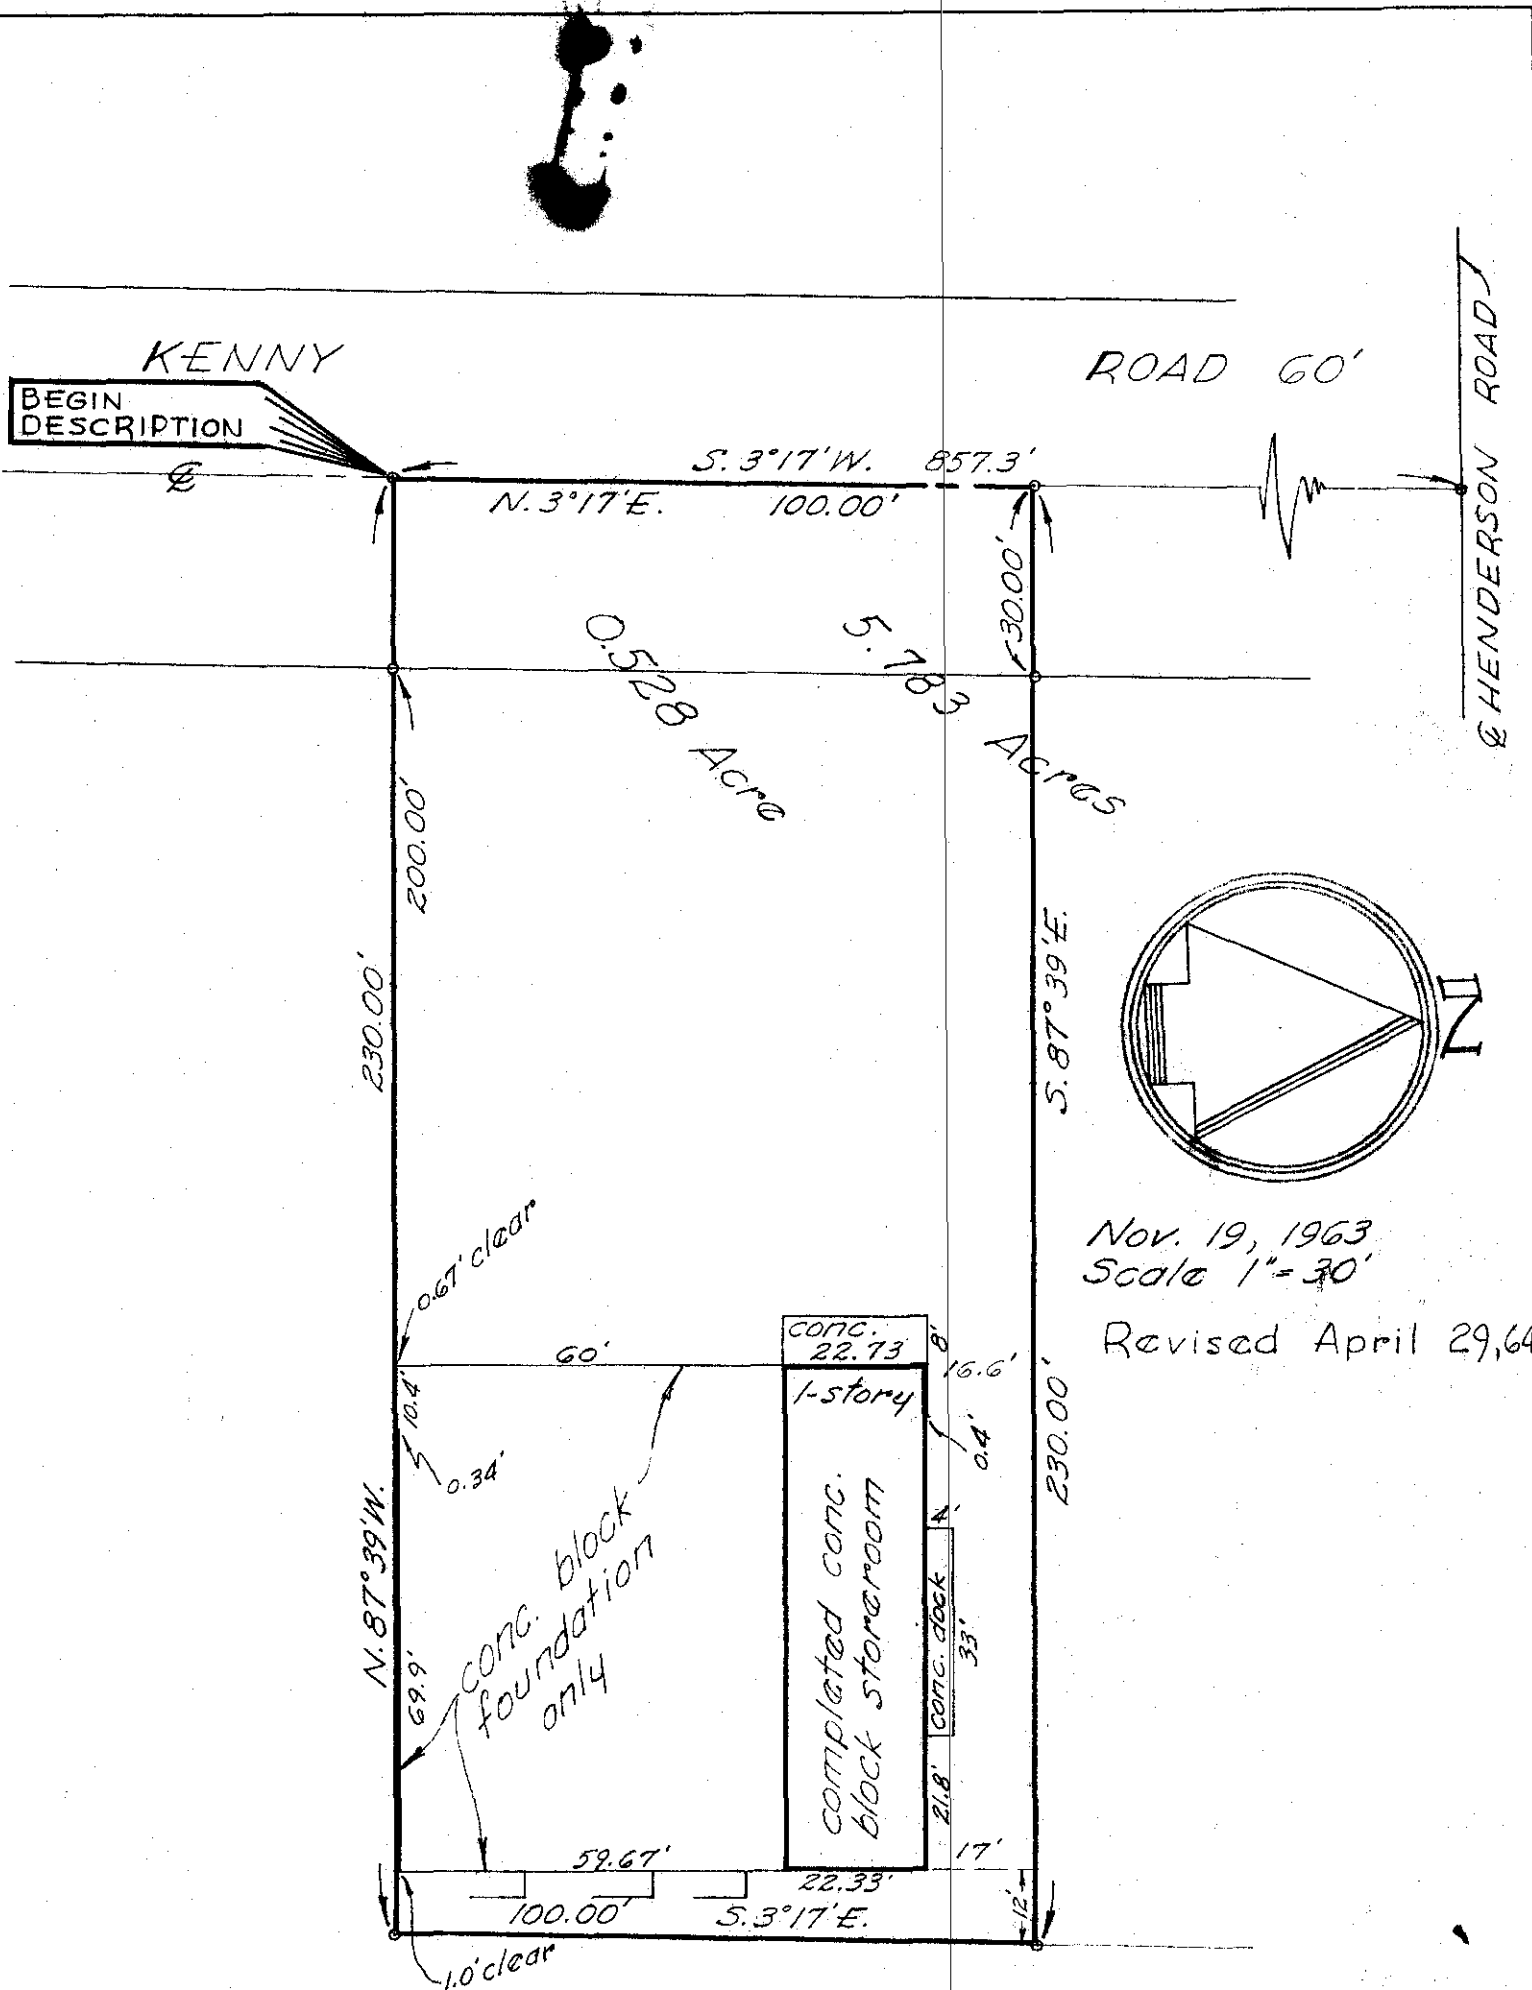 KENNY
ROAD 60'
BEGIN
DESCRIPTION
℄
S. 3°17'W. 857.3'
N. 3°17'E. 100.00'
℄ HENDERSON ROAD
30.00'
0.528 Acre
5.783 Acres
200.00'
230.00'
S. 87°39'E.
N
Nov. 19, 1963
Scale 1"=30'
Revised April 29,64
0.67' clear
60'
conc.
22.73
8'
16.6'
1-story
10.4'
0.34'
0.4'
230.00'
N. 87°39'W.
conc. block
foundation
only
completed conc.
block storeroom
4'
conc. dock
33'
69.9'
21.8'
59.67'
17'
22.33'
12'
100.00' S. 3°17'E.
1.0' clear